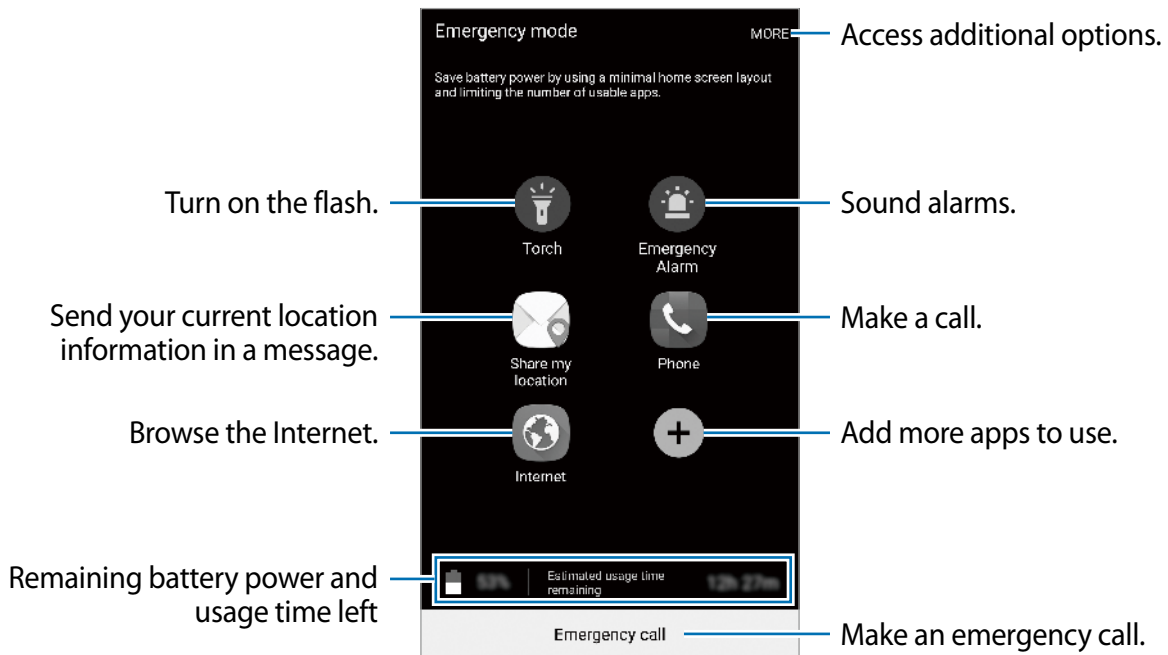 Emergency mode
MORE
Access additional options.
Save battery power by using a minimal home screen layout
and limiting the number of usable apps.
Turn on the flash.
Torch
Emergency
Alarm
Sound alarms.
Send your current location
information in a message.
Share my
location
Phone
Make a call.
Browse the Internet.
Internet
Add more apps to use.
Remaining battery power and
usage time left
53%
Estimated usage time
remaining
12h 27m
Emergency call
Make an emergency call.